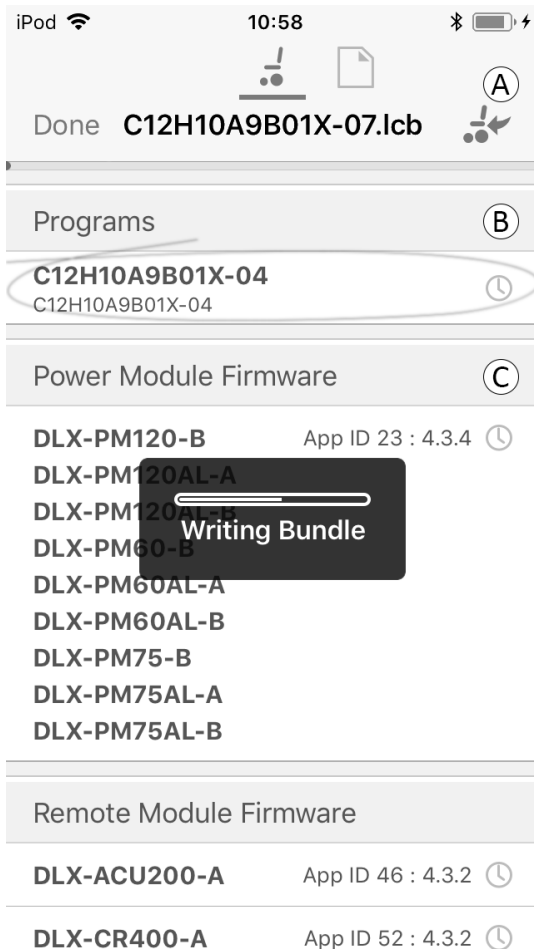 iPod 10:58
A
Done C12H10A9B01X-07.lcb
Programs B
C12H10A9B01X-04
C12H10A9B01X-04
Power Module Firmware C
DLX-PM120-B App ID 23 : 4.3.4
DLX-PM120AL-A
DLX-PM120AL-B
Writing Bundle
DLX-PM60-B
DLX-PM60AL-A
DLX-PM60AL-B
DLX-PM75-B
DLX-PM75AL-A
DLX-PM75AL-B
Remote Module Firmware
DLX-ACU200-A App ID 46 : 4.3.2
DLX-CR400-A App ID 52 : 4.3.2